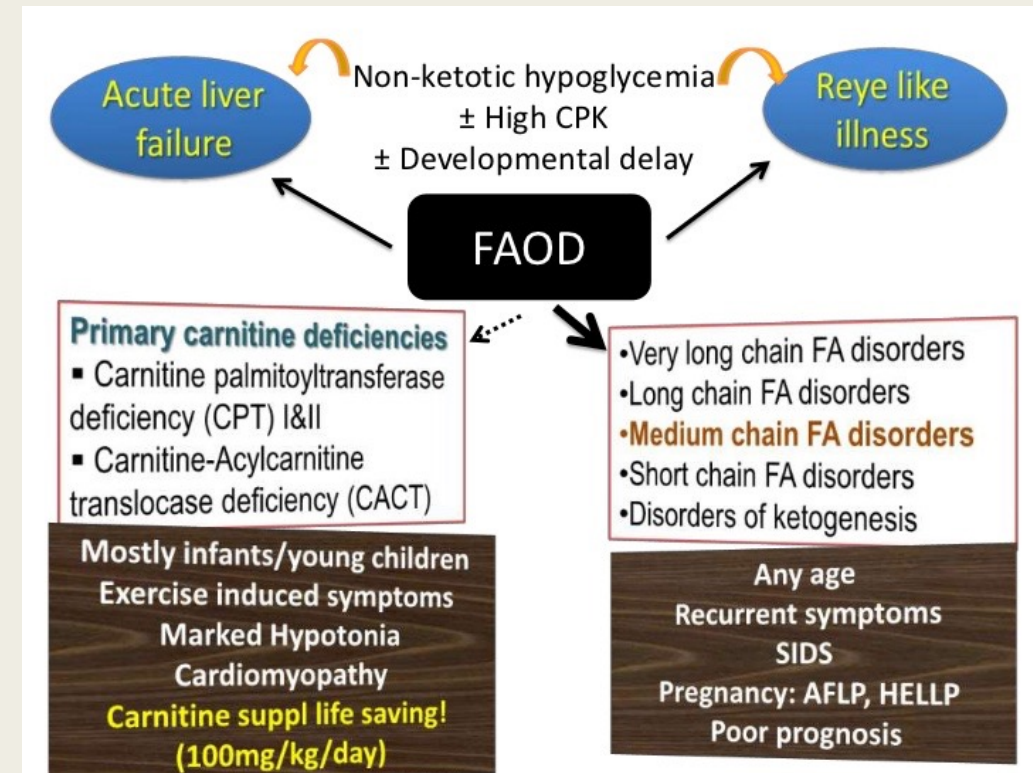 Acute liver
failure
Non-ketotic hypoglycemia
± High CPK
± Developmental delay
Reye like
illness
FAOD
Primary carnitine deficiencies
▪ Carnitine palmitoyltransferase
deficiency (CPT) I&II
▪ Carnitine-Acylcarnitine
translocase deficiency (CACT)
Mostly infants/young children
Exercise induced symptoms
Marked Hypotonia
Cardiomyopathy
Carnitine suppl life saving!
(100mg/kg/day)
•Very long chain FA disorders
•Long chain FA disorders
•Medium chain FA disorders
•Short chain FA disorders
•Disorders of ketogenesis
Any age
Recurrent symptoms
SIDS
Pregnancy: AFLP, HELLP
Poor prognosis